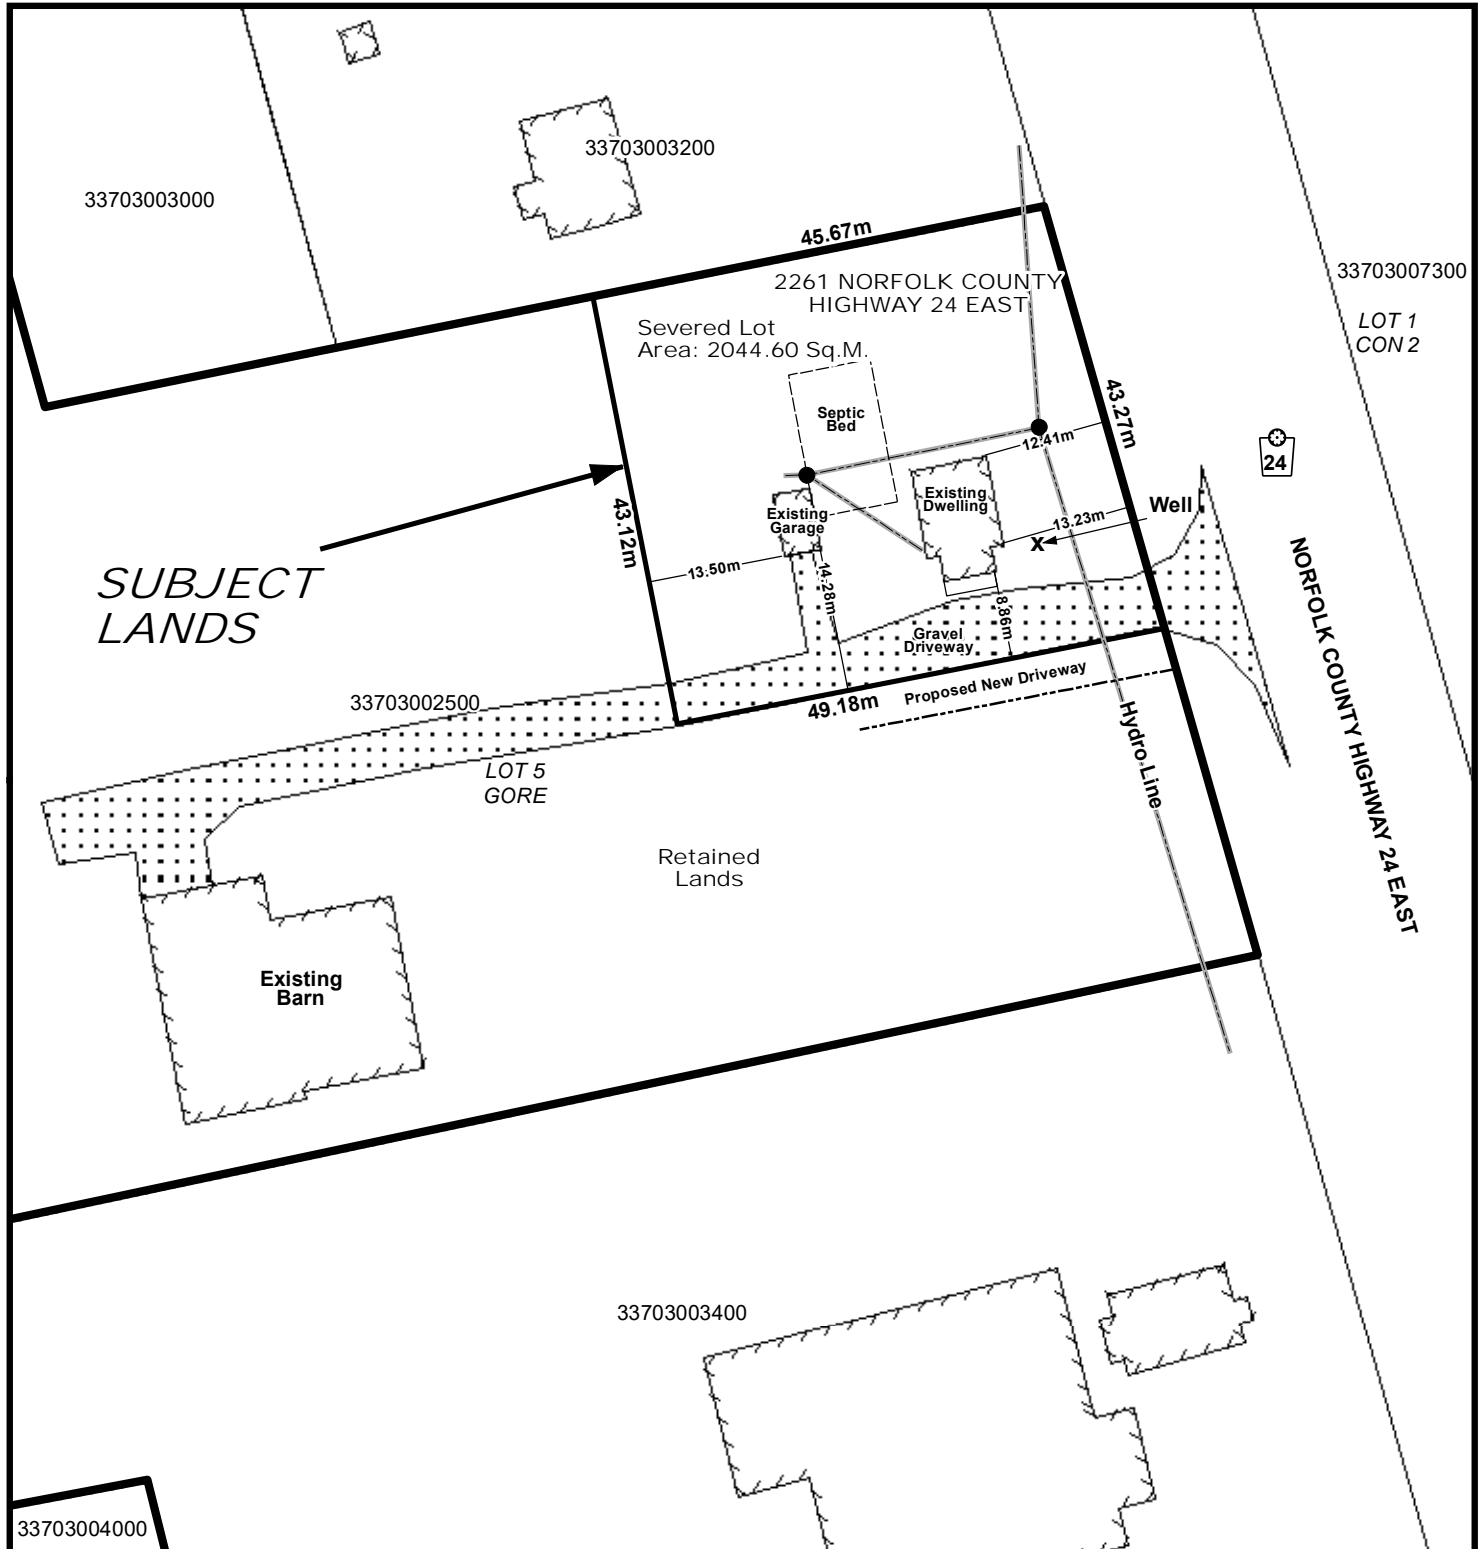 33703003200
33703003000
45.67m
2261 NORFOLK COUNTY
HIGHWAY 24 EAST
33703007300
LOT 1
CON 2
Severed Lot
Area: 2044.60 Sq.M.
43.27m
Septic
Bed
12.41m
24
Existing
Dwelling
Well
43.12m
Existing
Garage
13.23m
X
13.50m
14.28m
8.86m
SUBJECT
LANDS
Gravel
Driveway
NORFOLK COUNTY HIGHWAY 24 EAST
Proposed New Driveway
33703002500
49.18m
Hydro Line
LOT 5
GORE
Retained
Lands
Existing
Barn
33703003400
33703004000